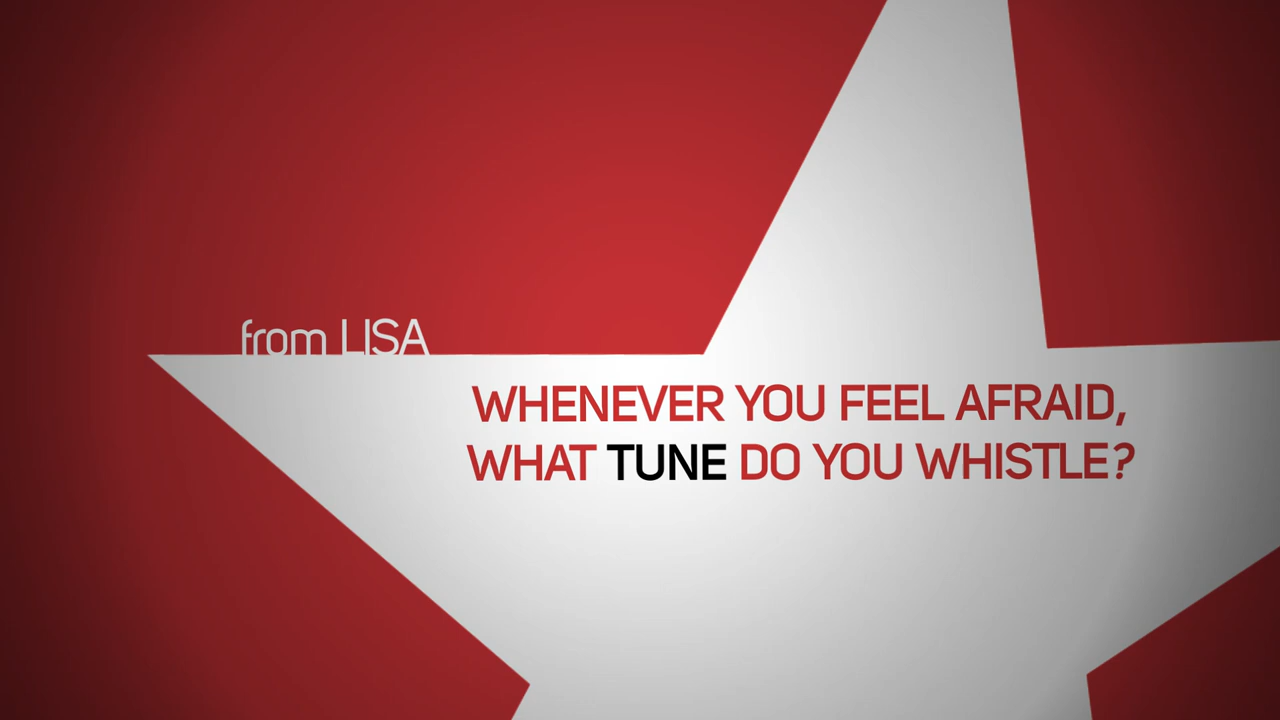 from LISA
WHENEVER YOU FEEL AFRAID,
WHAT TUNE DO YOU WHISTLE?